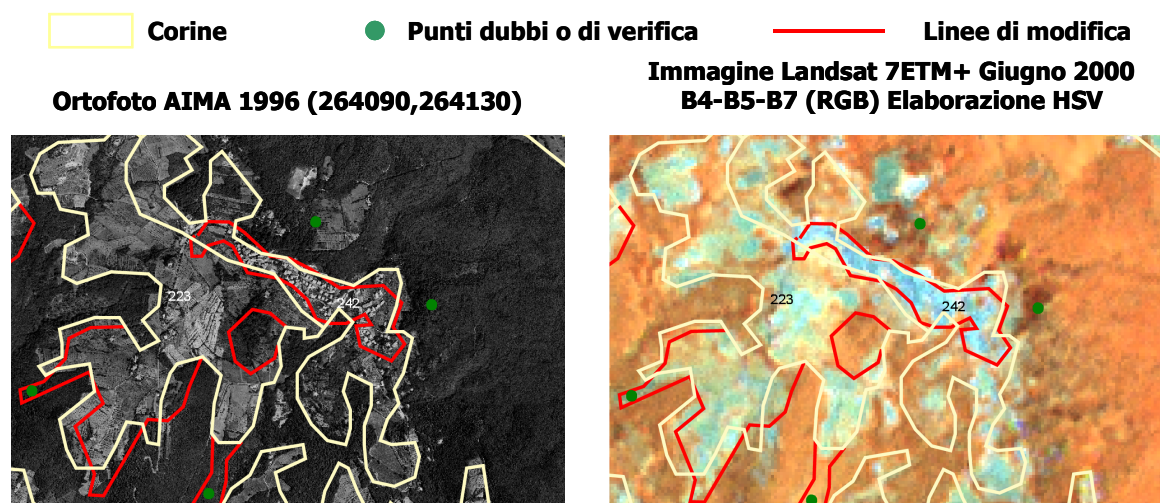 Corine
Punti dubbi o di verifica
Linee di modifica
Ortofoto AIMA 1996 (264090,264130)
Immagine Landsat 7ETM+ Giugno 2000
B4-B5-B7 (RGB) Elaborazione HSV
223
242
223
242